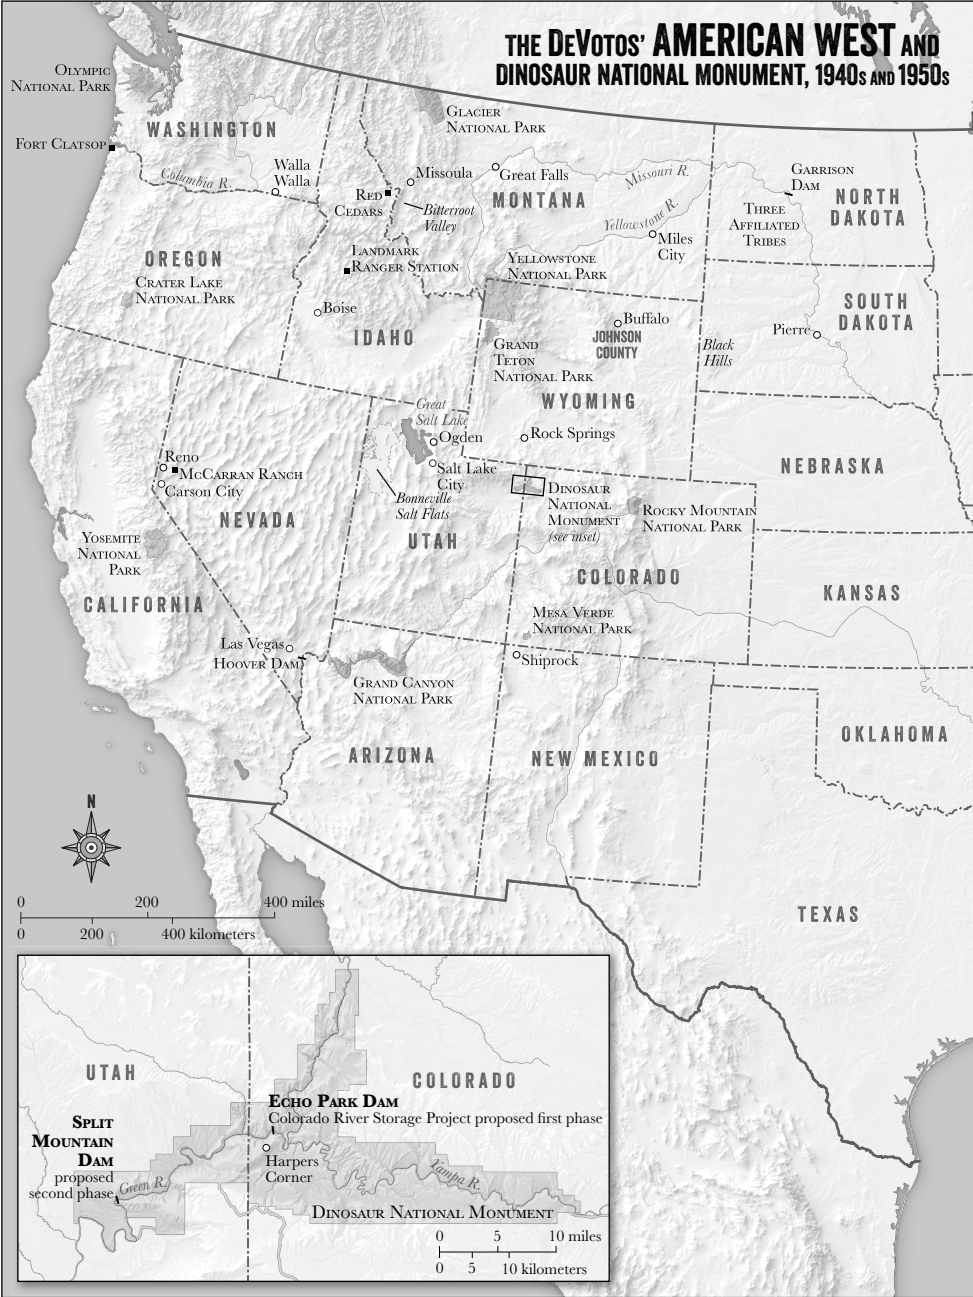 THE DEVOTOS' AMERICAN WEST AND
DINOSAUR NATIONAL MONUMENT, 1940S AND 1950S
OLYMPIC
NATIONAL PARK
GLACIER
NATIONAL PARK
WASHINGTON
FORT CLATSOP
Columbia R.
Walla
Walla
Missoula
Great Falls
Missouri R.
GARRISON
DAM
NORTH
DAKOTA
RED
CEDARS
Bitterroot
Valley
MONTANA
Yellowstone R.
Miles
City
THREE
AFFILIATED
TRIBES
OREGON
CRATER LAKE
NATIONAL PARK
LANDMARK
RANGER STATION
YELLOWSTONE
NATIONAL PARK
Boise
IDAHO
Buffalo
JOHNSON
COUNTY
GRAND
TETON
NATIONAL PARK
Black
Hills
Pierre
SOUTH
DAKOTA
WYOMING
Great
Salt Lake
Ogden
Rock Springs
Salt Lake
City
NEBRASKA
Reno
MCCARRAN RANCH
Carson City
NEVADA
Bonneville
Salt Flats
UTAH
DINOSAUR
NATIONAL
MONUMENT
(see inset)
ROCKY MOUNTAIN
NATIONAL PARK
YOSEMITE
NATIONAL
PARK
CALIFORNIA
COLORADO
KANSAS
MESA VERDE
NATIONAL PARK
Las Vegas
HOOVER DAM
Shiprock
GRAND CANYON
NATIONAL PARK
ARIZONA
NEW MEXICO
OKLAHOMA
TEXAS
N
0 200 400 miles
0 200 400 kilometers
UTAH
COLORADO
ECHO PARK DAM
Colorado River Storage Project proposed first phase
SPLIT
MOUNTAIN
DAM
proposed
second phase
Green R.
Harpers
Corner
Yampa R.
DINOSAUR NATIONAL MONUMENT
0 5 10 miles
0 5 10 kilometers